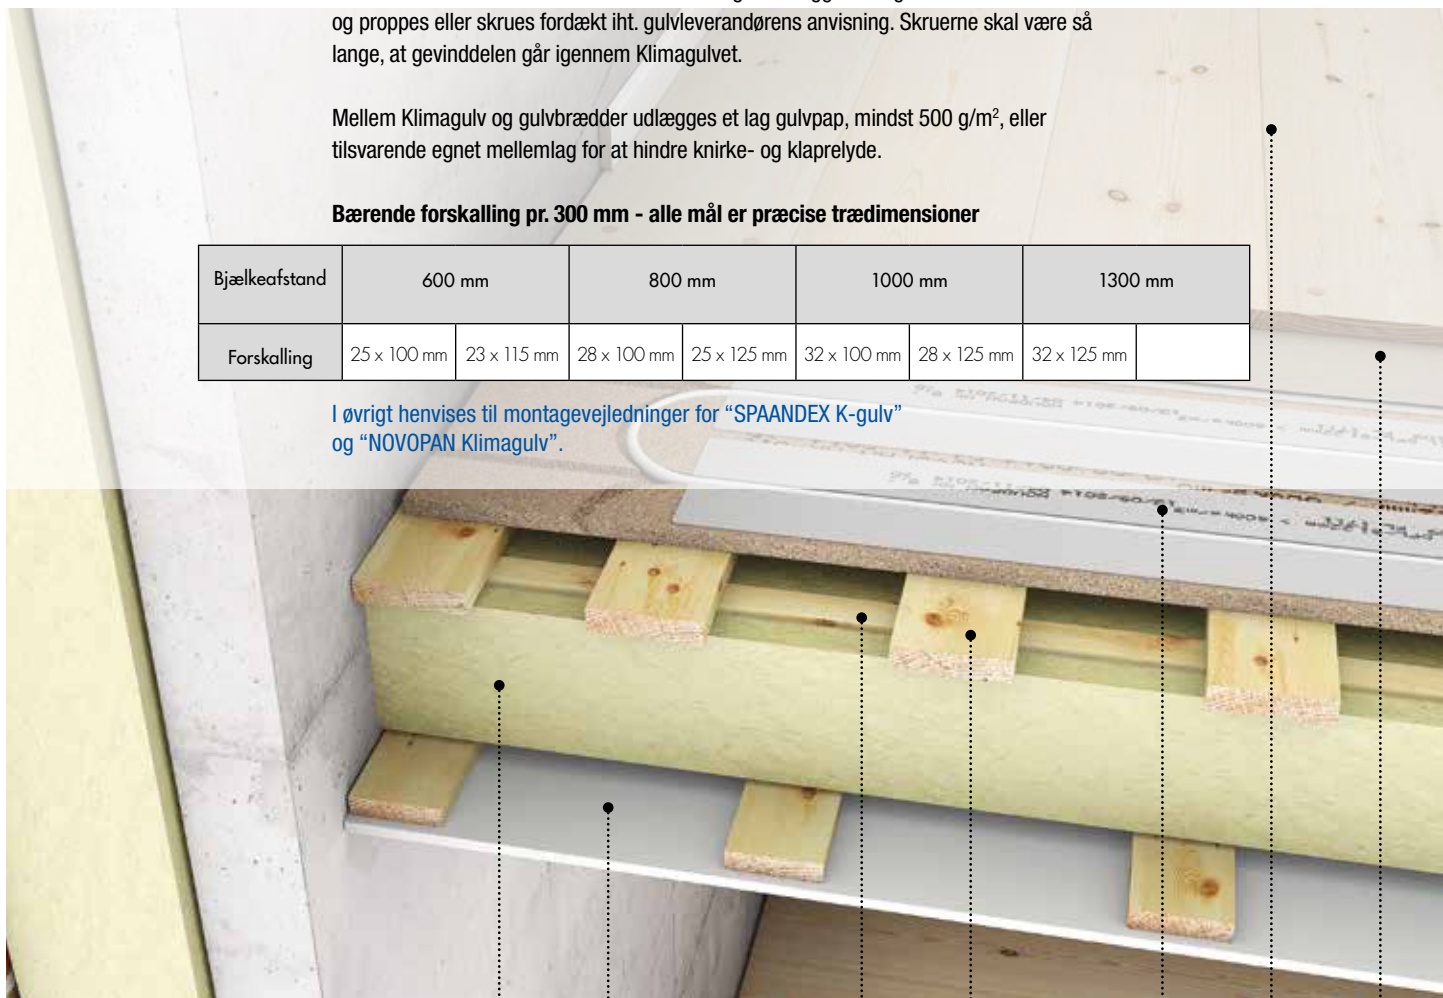 og proppes eller skrues fordækt iht. gulvleverandørens anvisning. Skruerne skal være så
lange, at gevinddelen går igennem Klimagulvet.
Mellem Klimagulv og gulvbrædder udlægges et lag gulvpap, mindst 500 g/m², eller
tilsvarende egnet mellemlag for at hindre knirke- og klaprelyde.
Bærende forskalling pr. 300 mm - alle mål er præcise trædimensioner
Bjælkeafstand 600 mm 800 mm 1000 mm 1300 mm
Forskalling 25 x 100 mm 23 x 115 mm 28 x 100 mm 25 x 125 mm 32 x 100 mm 28 x 125 mm 32 x 125 mm
I øvrigt henvises til montagevejledninger for “SPAANDEX K-gulv”
og “NOVOPAN Klimagulv”.